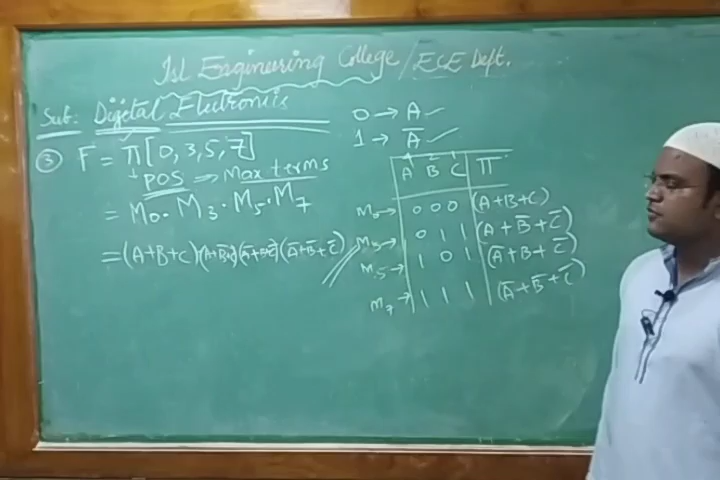 Isl Engineering College / ECE Dept.
Sub: Digital Electronics
③ F = π[0,3,5,7]
POS ⇒ Max terms
= M₀. M₃. M₅. M₇
= (A+B+C)(A+B̅+C̅)(A̅+B+C̅)(A̅+B̅+C̅)
0 → A ✓
1 → A̅ ✓
A B C π
M₀ → 0 0 0 (A+B+C)
M₃ → 0 1 1 (A+B̅+C̅)
M₅ → 1 0 1 (A̅+B+C̅)
M₇ → 1 1 1 (A̅+B̅+C̅)